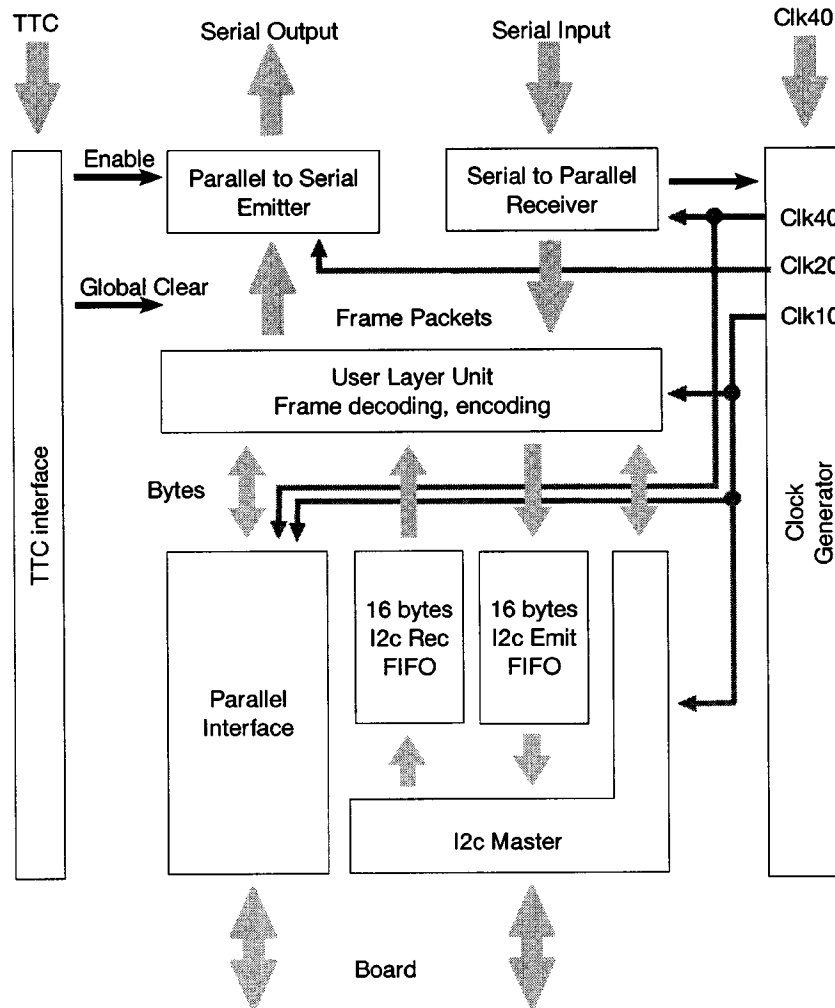 TTC
Serial Output
Serial Input
Clk40
Enable
Parallel to Serial
Emitter
Serial to Parallel
Receiver
Clk40
Clk20
Global Clear
Clk10
Frame Packets
User Layer Unit
Frame decoding, encoding
Bytes
TTC interface
Clock
Generator
16 bytes
I2c Rec
FIFO
16 bytes
I2c Emit
FIFO
Parallel
Interface
I2c Master
Board